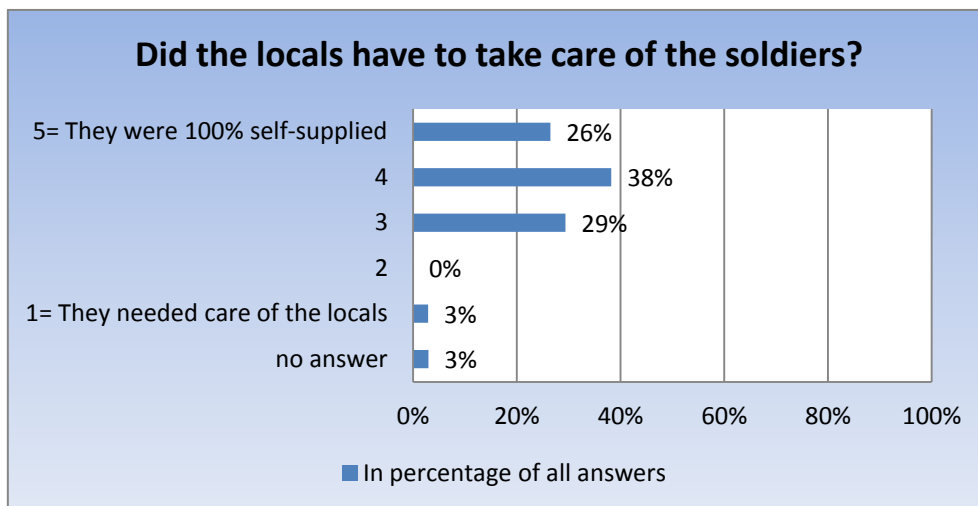 Did the locals have to take care of the soldiers?
5= They were 100% self-supplied 26%
4 38%
3 29%
2 0%
1= They needed care of the locals 3%
no answer 3%
0% 20% 40% 60% 80% 100%
In percentage of all answers